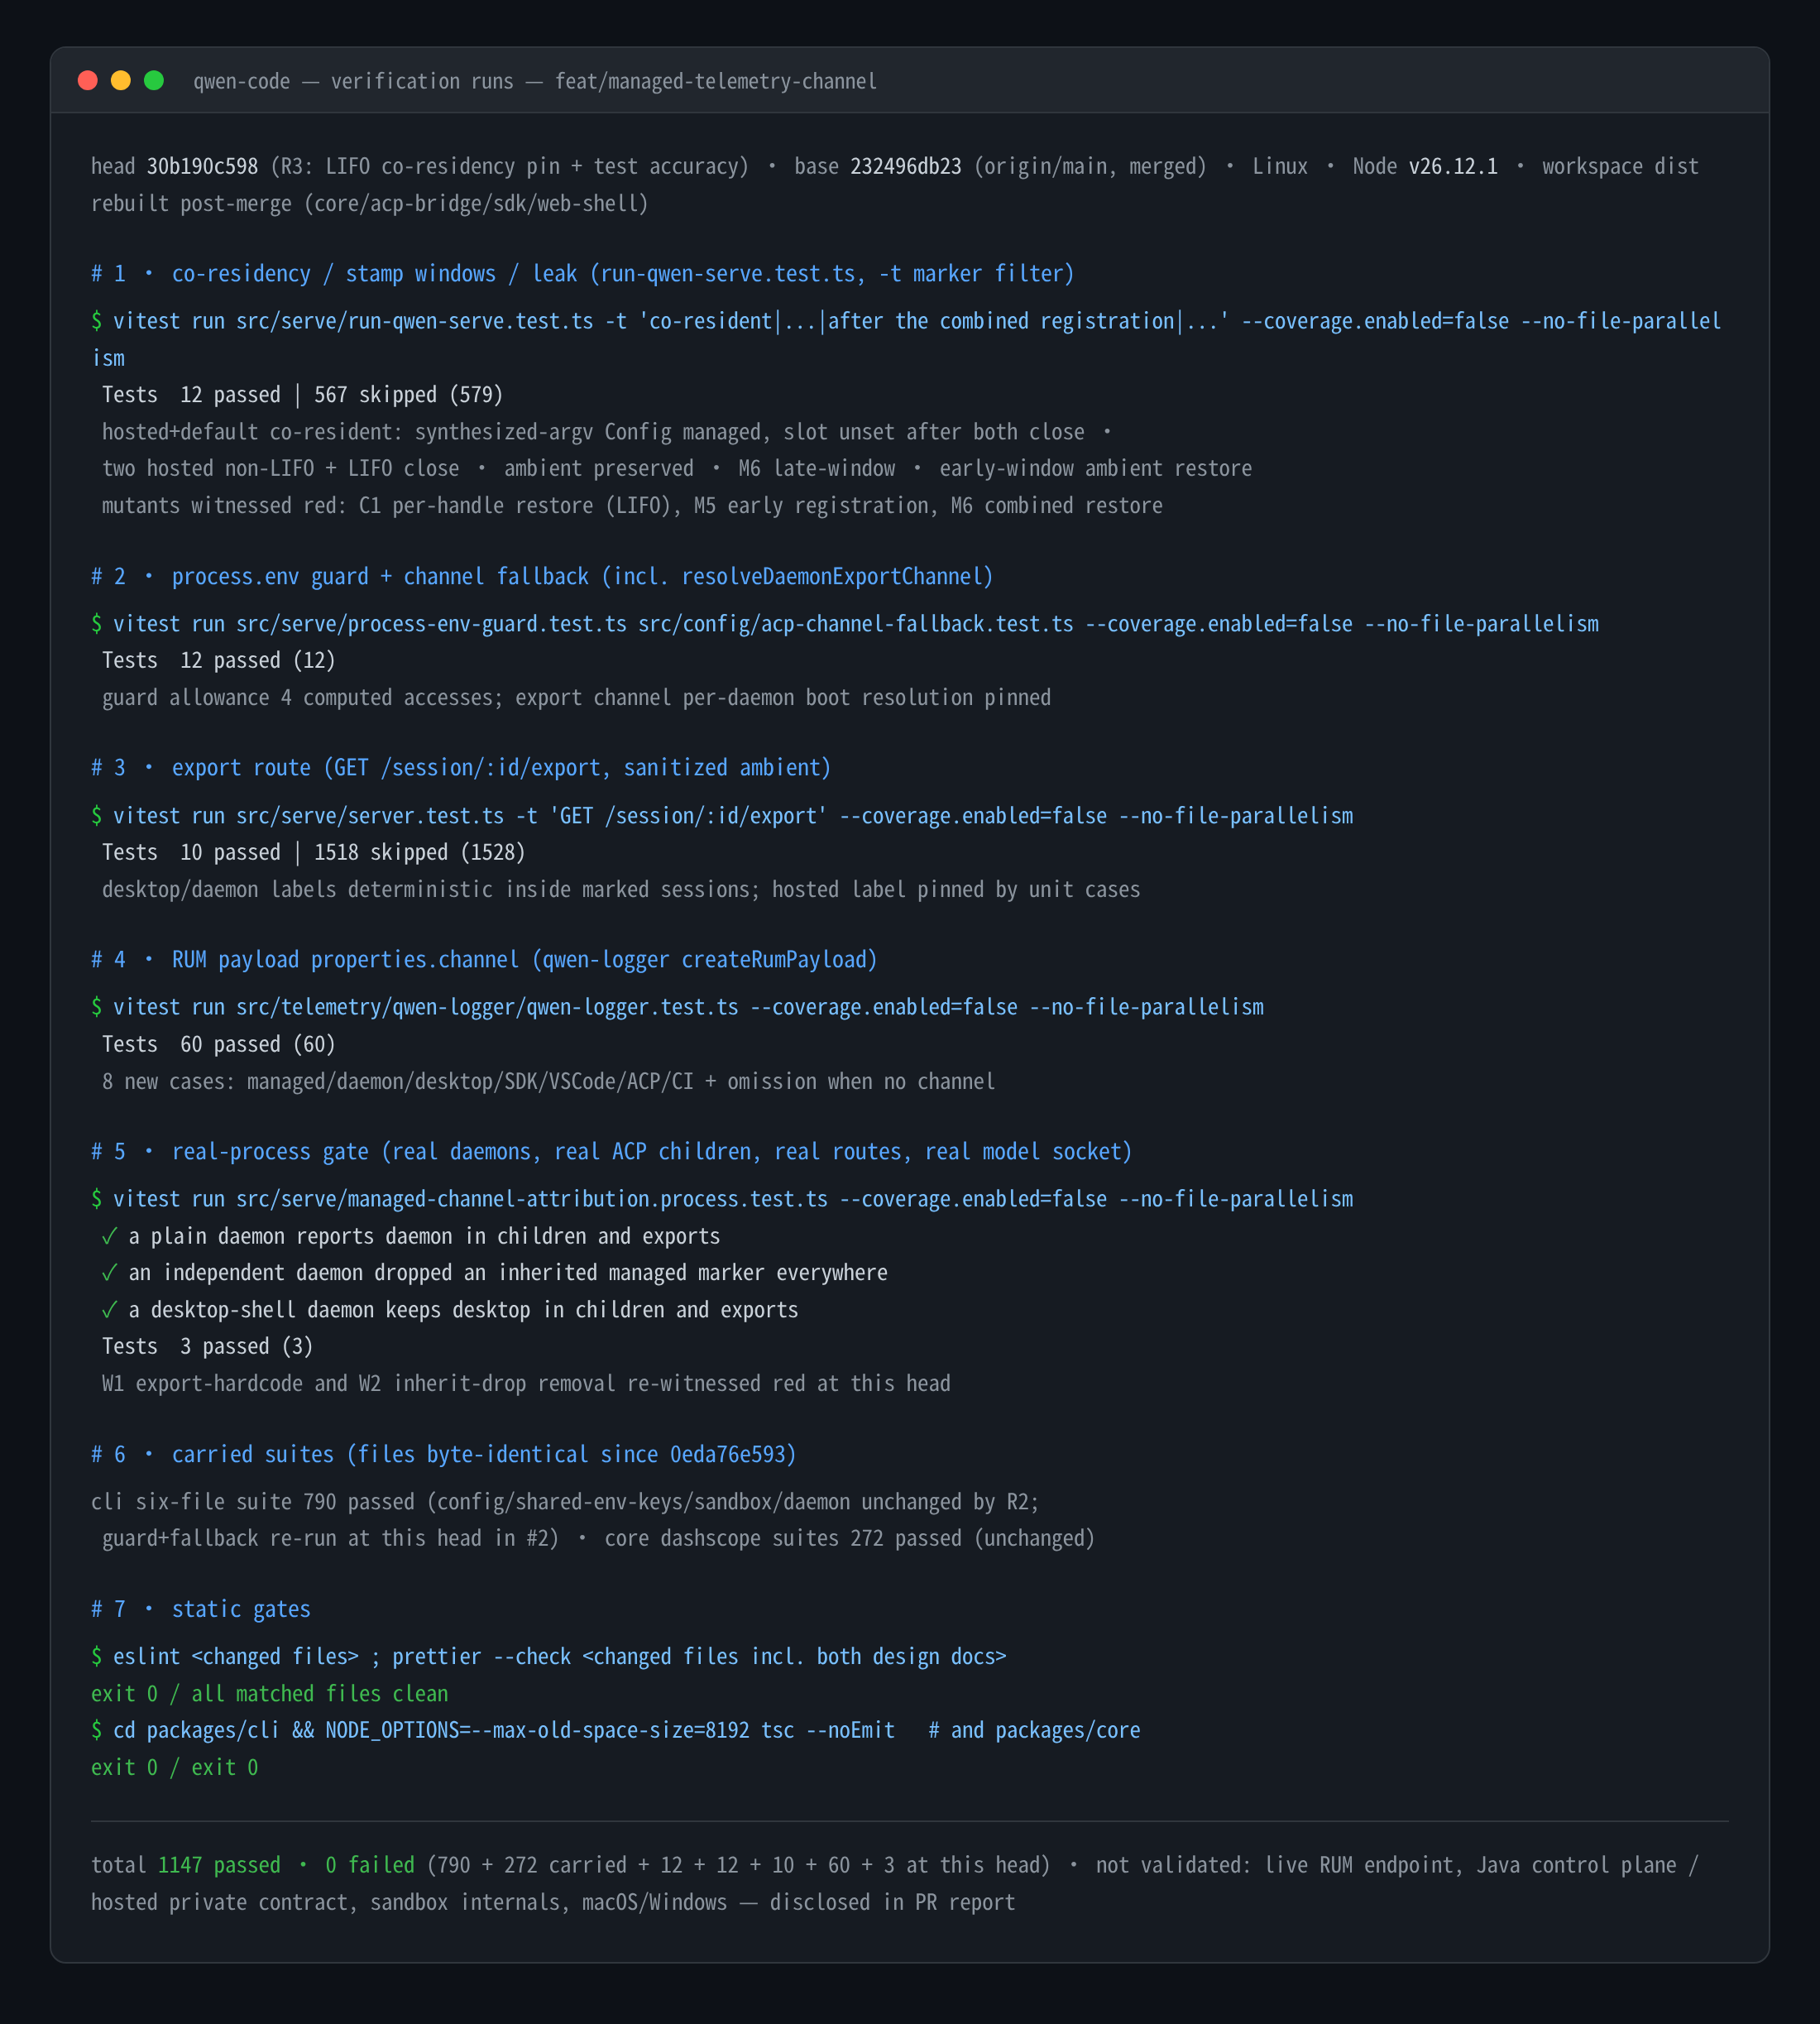 qwen-code — verification runs — feat/managed-telemetry-channel
head 30b190c598 (R3: LIFO co-residency pin + test accuracy) • base 232496db23 (origin/main, merged) • Linux • Node v26.12.1 • workspace dist
rebuilt post-merge (core/acp-bridge/sdk/web-shell)
# 1 • co-residency / stamp windows / leak (run-qwen-serve.test.ts, -t marker filter)
$ vitest run src/serve/run-qwen-serve.test.ts -t 'co-resident|...|after the combined registration|...' --coverage.enabled=false --no-file-parallel
ism
Tests  12 passed | 567 skipped (579)
hosted+default co-resident: synthesized-argv Config managed, slot unset after both close •
two hosted non-LIFO + LIFO close • ambient preserved • M6 late-window • early-window ambient restore
mutants witnessed red: C1 per-handle restore (LIFO), M5 early registration, M6 combined restore
# 2 • process.env guard + channel fallback (incl. resolveDaemonExportChannel)
$ vitest run src/serve/process-env-guard.test.ts src/config/acp-channel-fallback.test.ts --coverage.enabled=false --no-file-parallelism
Tests  12 passed (12)
guard allowance 4 computed accesses; export channel per-daemon boot resolution pinned
# 3 • export route (GET /session/:id/export, sanitized ambient)
$ vitest run src/serve/server.test.ts -t 'GET /session/:id/export' --coverage.enabled=false --no-file-parallelism
Tests  10 passed | 1518 skipped (1528)
desktop/daemon labels deterministic inside marked sessions; hosted label pinned by unit cases
# 4 • RUM payload properties.channel (qwen-logger createRumPayload)
$ vitest run src/telemetry/qwen-logger/qwen-logger.test.ts --coverage.enabled=false --no-file-parallelism
Tests  60 passed (60)
8 new cases: managed/daemon/desktop/SDK/VSCode/ACP/CI + omission when no channel
# 5 • real-process gate (real daemons, real ACP children, real routes, real model socket)
$ vitest run src/serve/managed-channel-attribution.process.test.ts --coverage.enabled=false --no-file-parallelism
✓ a plain daemon reports daemon in children and exports
✓ an independent daemon dropped an inherited managed marker everywhere
✓ a desktop-shell daemon keeps desktop in children and exports
Tests  3 passed (3)
W1 export-hardcode and W2 inherit-drop removal re-witnessed red at this head
# 6 • carried suites (files byte-identical since 0eda76e593)
cli six-file suite 790 passed (config/shared-env-keys/sandbox/daemon unchanged by R2;
guard+fallback re-run at this head in #2) • core dashscope suites 272 passed (unchanged)
# 7 • static gates
$ eslint <changed files> ; prettier --check <changed files incl. both design docs>
exit 0 / all matched files clean
$ cd packages/cli && NODE_OPTIONS=--max-old-space-size=8192 tsc --noEmit   # and packages/core
exit 0 / exit 0
total 1147 passed • 0 failed (790 + 272 carried + 12 + 12 + 10 + 60 + 3 at this head) • not validated: live RUM endpoint, Java control plane /
hosted private contract, sandbox internals, macOS/Windows — disclosed in PR report